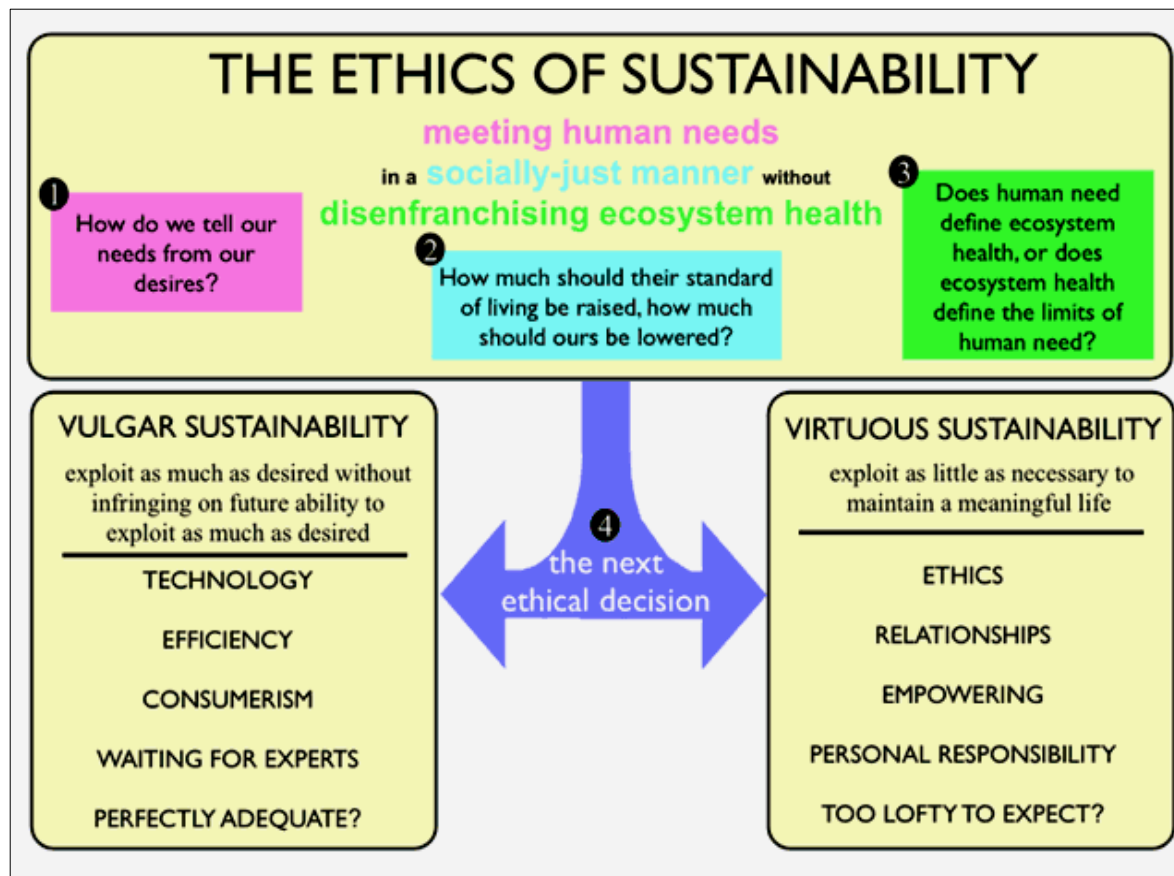 THE ETHICS OF SUSTAINABILITY
meeting human needs
in a socially-just manner without
disenfranchising ecosystem health
1
How do we tell our
needs from our
desires?
2
How much should their standard
of living be raised, how much
should ours be lowered?
3
Does human need
define ecosystem
health, or does
ecosystem health
define the limits of
human need?
VULGAR SUSTAINABILITY
exploit as much as desired without
infringing on future ability to
exploit as much as desired
TECHNOLOGY
EFFICIENCY
CONSUMERISM
WAITING FOR EXPERTS
PERFECTLY ADEQUATE?
4
the next
ethical decision
VIRTUOUS SUSTAINABILITY
exploit as little as necessary to
maintain a meaningful life
ETHICS
RELATIONSHIPS
EMPOWERING
PERSONAL RESPONSIBILITY
TOO LOFTY TO EXPECT?